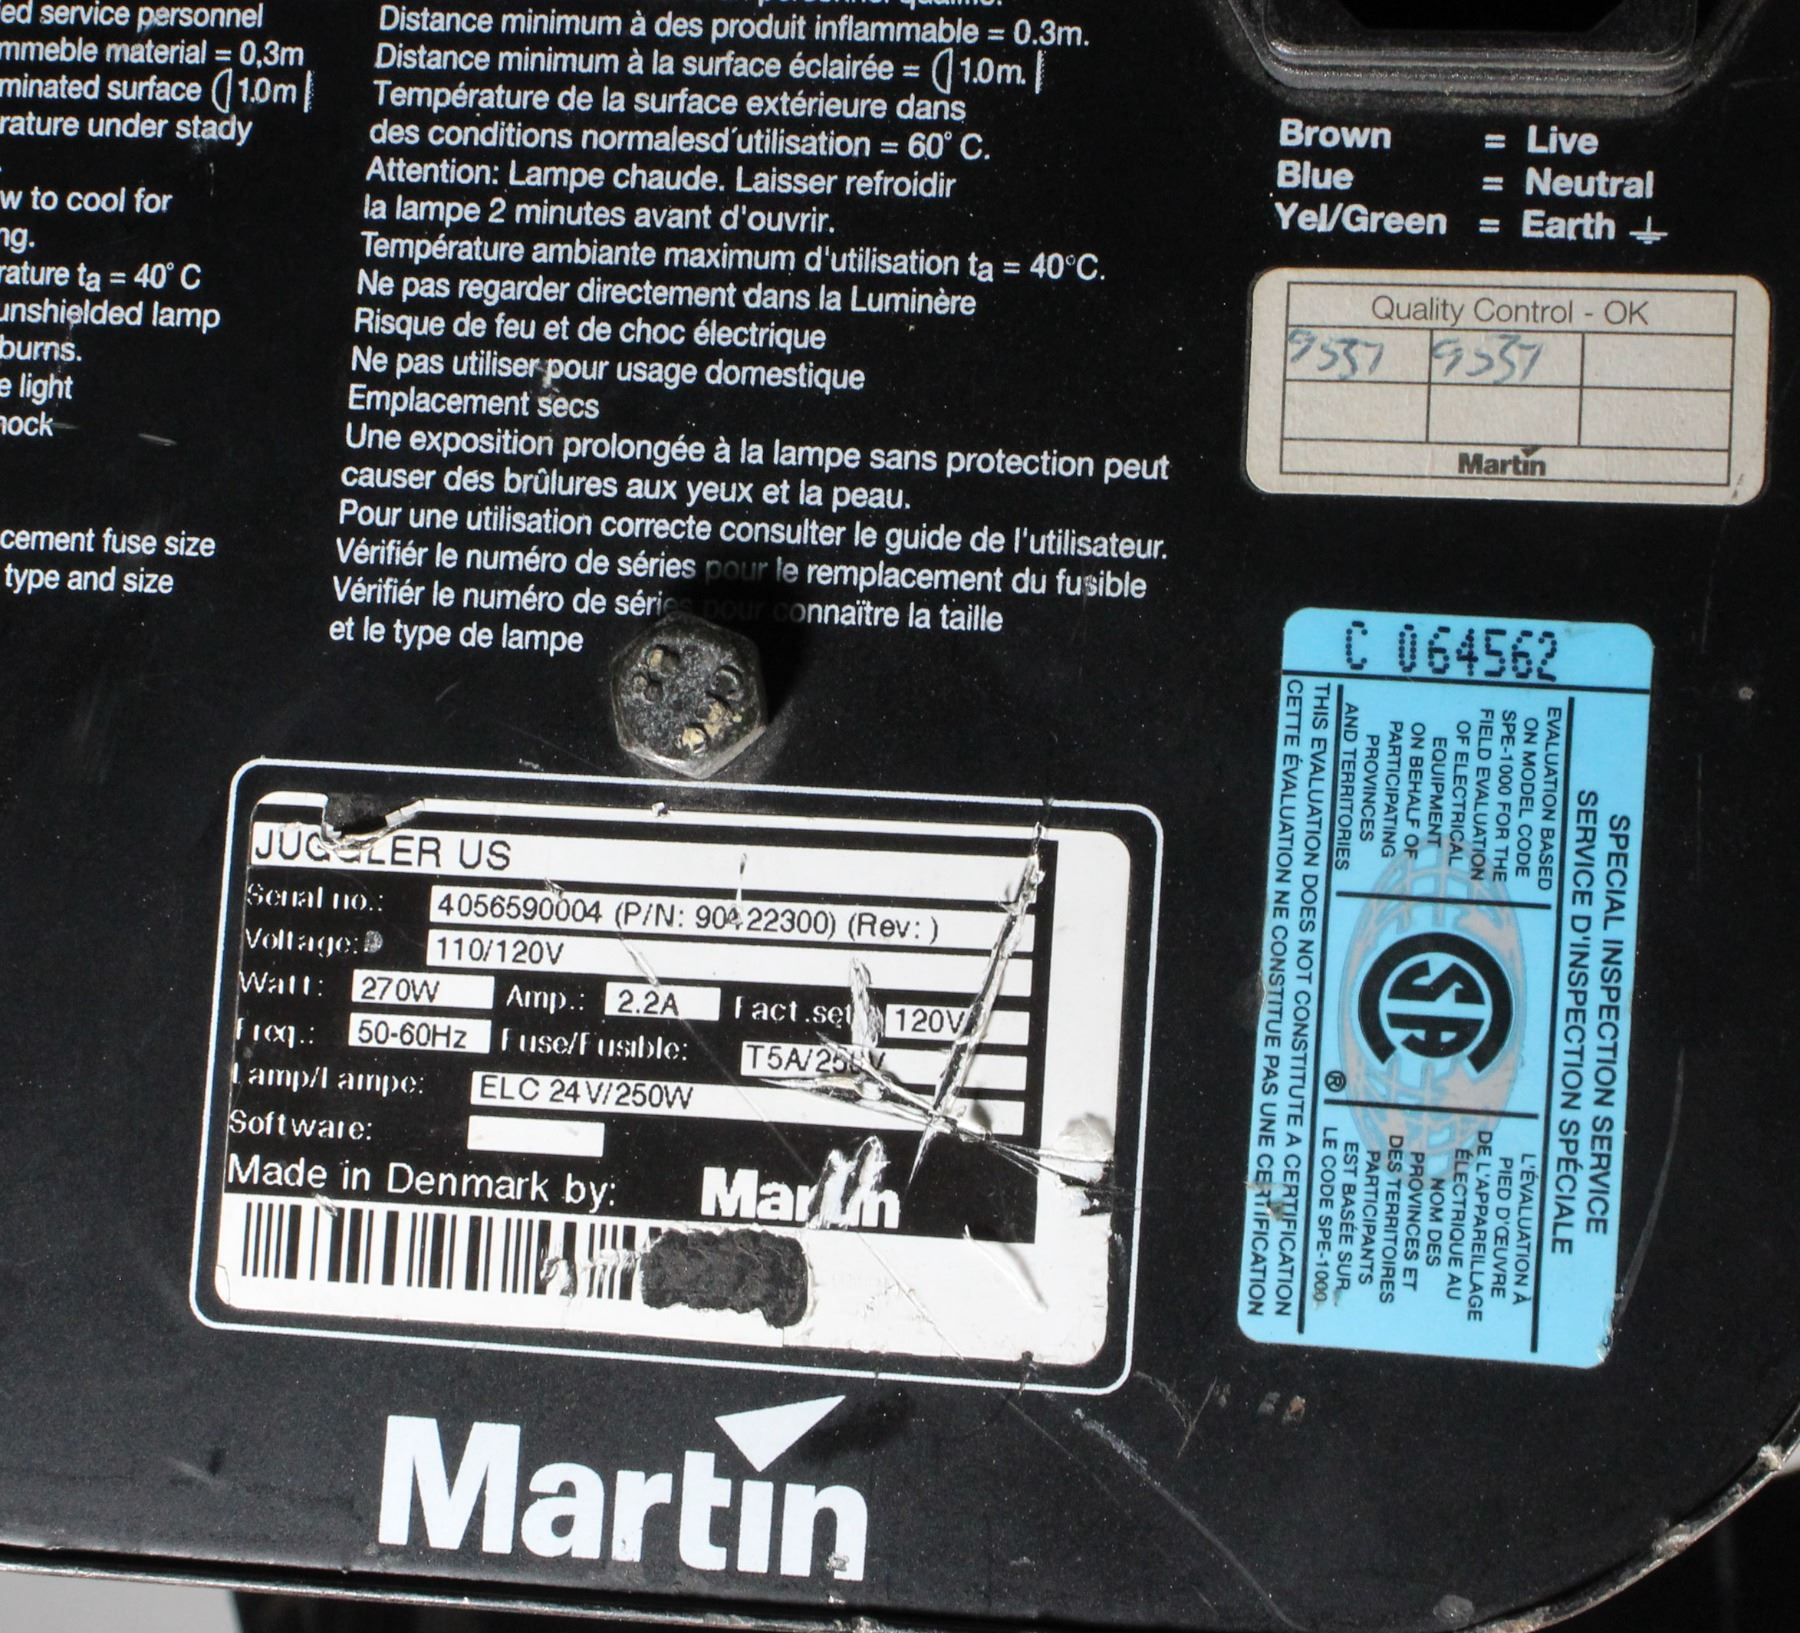 ed service personnel
mmeble material = 0,3m
minated surface 1.0m
rature under stady
w to cool for
ng.
rature ta = 40° C
unshielded lamp
burns.
e light
hock
cement fuse size
type and size
Distance minimum à des produit inflammable = 0.3m.
Distance minimum à la surface éclairée = 1.0m.
Température de la surface extérieure dans
des conditions normalesd´utilisation = 60° C.
Attention: Lampe chaude. Laisser refroidir
la lampe 2 minutes avant d'ouvrir.
Température ambiante maximum d'utilisation ta = 40°C.
Ne pas regarder directement dans la Luminère
Risque de feu et de choc électrique
Ne pas utiliser pour usage domestique
Emplacement secs
Une exposition prolongée à la lampe sans protection peut
causer des brûlures aux yeux et la peau.
Pour une utilisation correcte consulter le guide de l'utilisateur.
Vérifiér le numéro de séries pour le remplacement du fusible
Vérifiér le numéro de séries pour connaïtre la taille
et le type de lampe
Brown = Live
Blue = Neutral
Yel/Green = Earth ⏚
Quality Control - OK
9537 9537
Martin
C 064562
SPECIAL INSPECTION SERVICE
SERVICE D'INSPECTION SPÉCIALE
EVALUATION BASED
ON MODEL CODE
SPE-1000 FOR THE
FIELD EVALUATION
OF ELECTRICAL
EQUIPMENT
ON BEHALF OF
PARTICIPATING
PROVINCES
AND TERRITORIES
CSA
®
L'ÉVALUATION À
PIED D'ŒUVRE
DE L'APPAREILLAGE
ÉLECTRIQUE AU
NOM DES
PROVINCES ET
DES TERRITOIRES
PARTICIPANTS
EST BASÉE SUR
LE CODE SPE-1000
THIS EVALUATION DOES NOT CONSTITUTE A CERTIFICATION
CETTE ÉVALUATION NE CONSTITUE PAS UNE CERTIFICATION
JUGGLER US
Serial no.: 4056590004 (P/N: 90422300) (Rev: )
Voltage: 110/120V
Watt: 270W Amp.: 2.2A Fact.set 120V
Freq.: 50-60Hz Fuse/Fusible: T5A/250V
Lamp/Lampe: ELC 24V/250W
Software:
Made in Denmark by: Martin
Martin